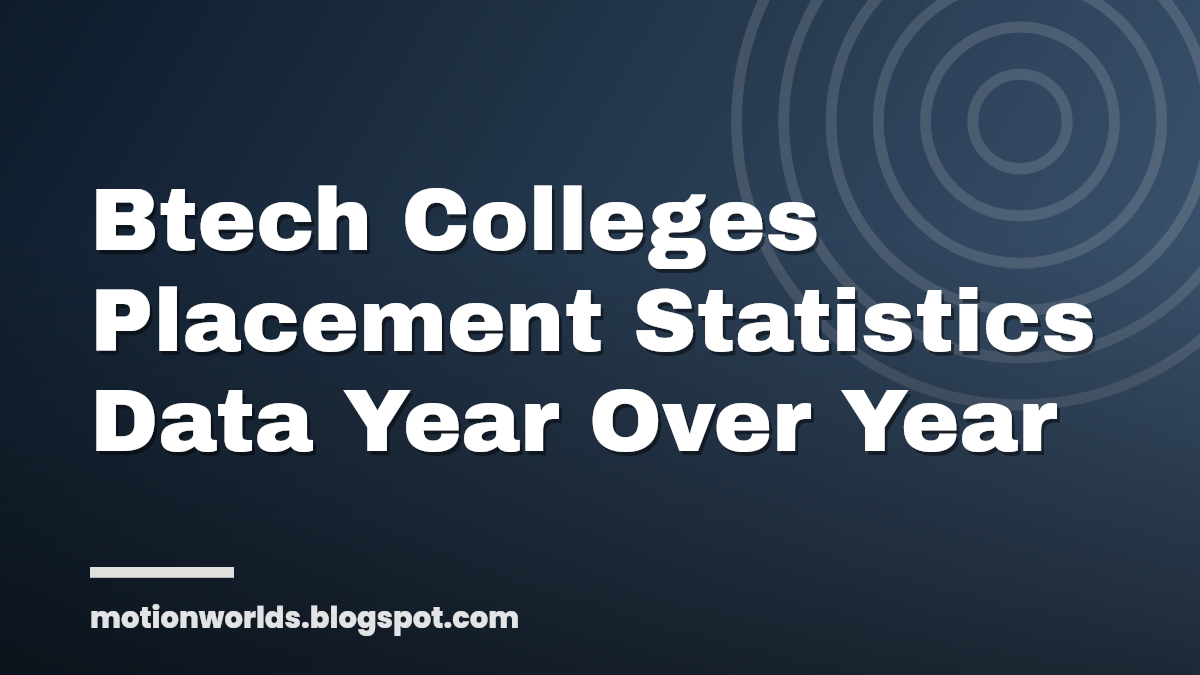 Btech Colleges
Placement Statistics
Data Year Over Year
motionworlds.blogspot.com